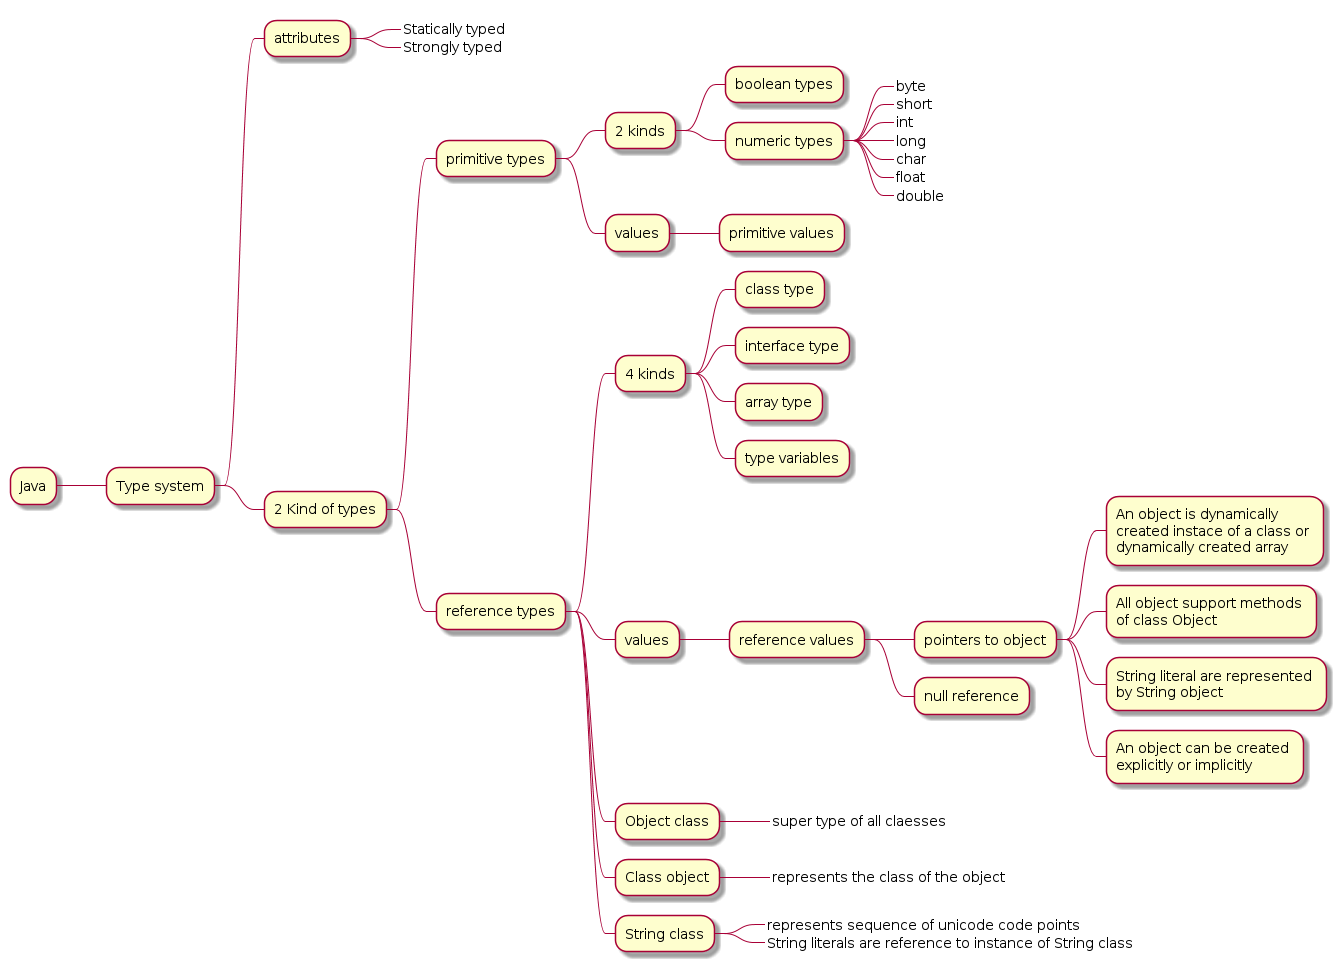 Java
Type system
attributes
Statically typed
Strongly typed
2 Kind of types
primitive types
2 kinds
boolean types
numeric types
byte
short
int
long
char
float
double
values
primitive values
reference types
4 kinds
class type
interface type
array type
type variables
values
reference values
pointers to object
An object is dynamically
created instace of a class or
dynamically created array
All object support methods
of class Object
String literal are represented
by String object
An object can be created
explicitly or implicitly
null reference
Object class
super type of all claesses
Class object
represents the class of the object
String class
represents sequence of unicode code points
String literals are reference to instance of String class